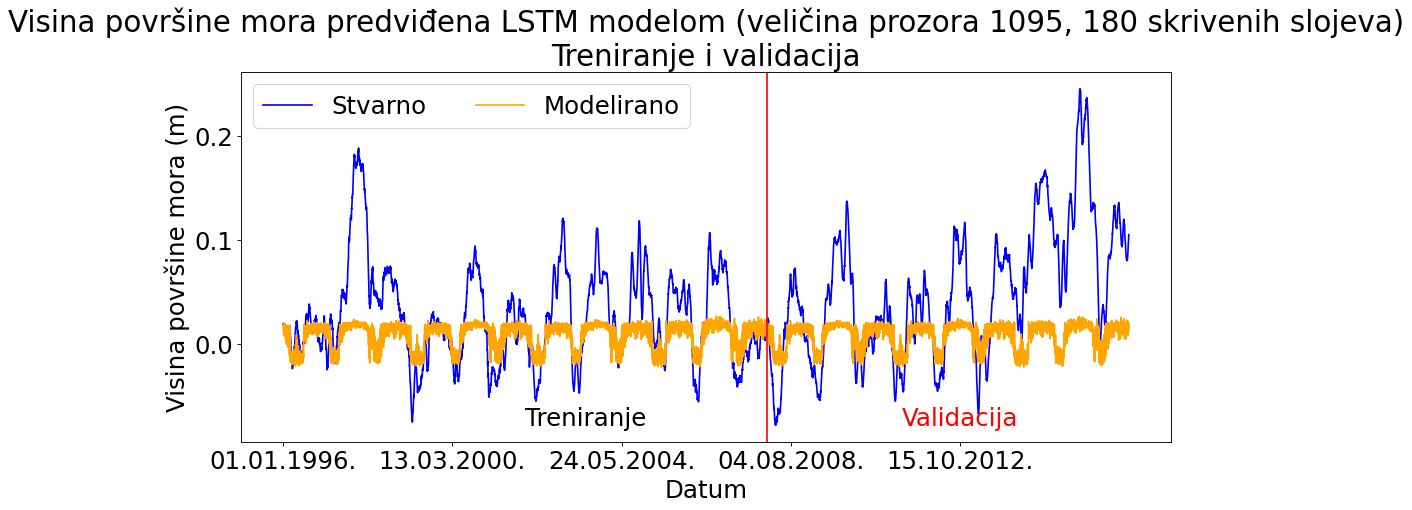 Visina površine mora predviđena LSTM modelom (veličina prozora 1095, 180 skrivenih slojeva)
Treniranje i validacija
Stvarno
Modelirano
Visina površine mora (m)
0.2
0.1
0.0
Treniranje
Validacija
01.01.1996.
13.03.2000.
24.05.2004.
04.08.2008.
15.10.2012.
Datum